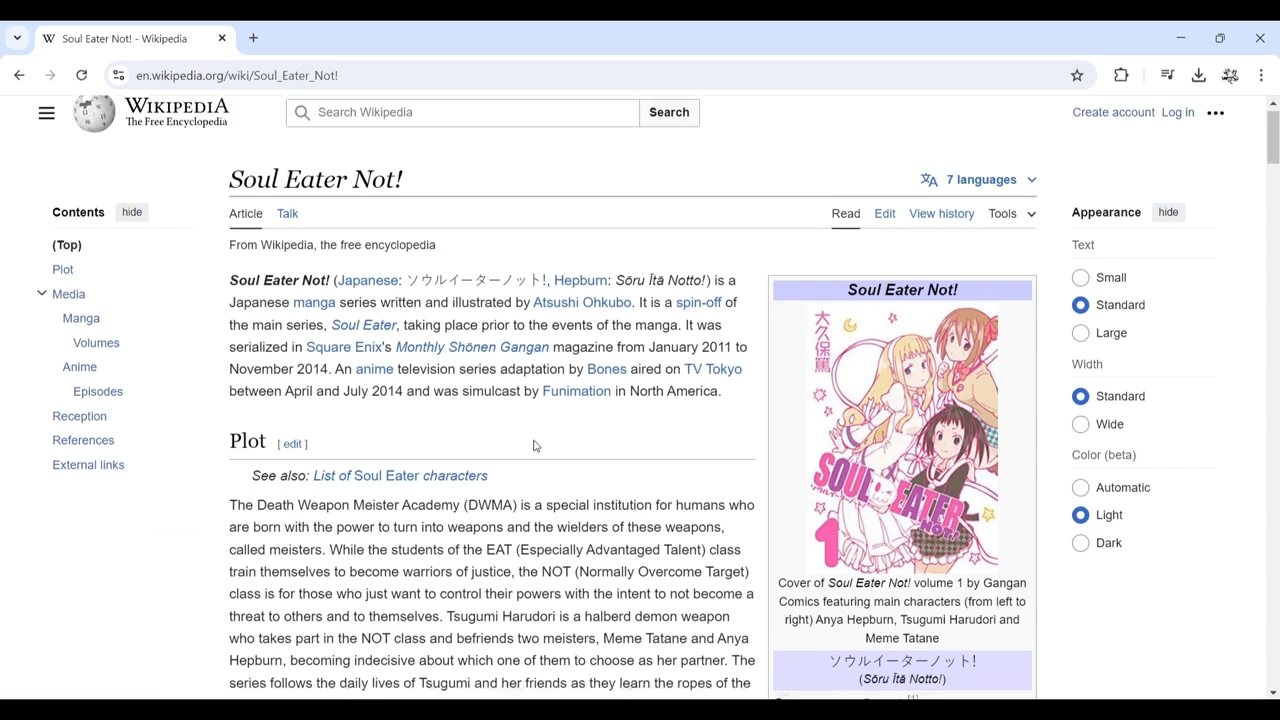 Soul Eater Not! - Wikipedia
en.wikipedia.org/wiki/Soul_Eater_Not!
WIKIPEDIA
The Free Encyclopedia
Search Wikipedia
Search
Create account Log in
Soul Eater Not!
7 languages
Article Talk
Read Edit View history Tools
From Wikipedia, the free encyclopedia
Contents hide
(Top)
Plot
Media
Manga
Volumes
Anime
Episodes
Reception
References
External links
Soul Eater Not! (Japanese: ソウルイーターノット!, Hepburn: Sōru Ītā Notto!) is a
Japanese manga series written and illustrated by Atsushi Ohkubo. It is a spin-off of
the main series, Soul Eater, taking place prior to the events of the manga. It was
serialized in Square Enix's Monthly Shōnen Gangan magazine from January 2011 to
November 2014. An anime television series adaptation by Bones aired on TV Tokyo
between April and July 2014 and was simulcast by Funimation in North America.
Plot [ edit ]
See also: List of Soul Eater characters
The Death Weapon Meister Academy (DWMA) is a special institution for humans who
are born with the power to turn into weapons and the wielders of these weapons,
called meisters. While the students of the EAT (Especially Advantaged Talent) class
train themselves to become warriors of justice, the NOT (Normally Overcome Target)
class is for those who just want to control their powers with the intent to not become a
threat to others and to themselves. Tsugumi Harudori is a halberd demon weapon
who takes part in the NOT class and befriends two meisters, Meme Tatane and Anya
Hepburn, becoming indecisive about which one of them to choose as her partner. The
series follows the daily lives of Tsugumi and her friends as they learn the ropes of the
Soul Eater Not!
大久保篤
SOUL EATER
NOT!
1
Cover of Soul Eater Not! volume 1 by Gangan
Comics featuring main characters (from left to
right) Anya Hepburn, Tsugumi Harudori and
Meme Tatane
ソウルイーターノット!
(Sōru Ītā Notto!)
[1]
Appearance hide
Text
Small
Standard
Large
Width
Standard
Wide
Color (beta)
Automatic
Light
Dark